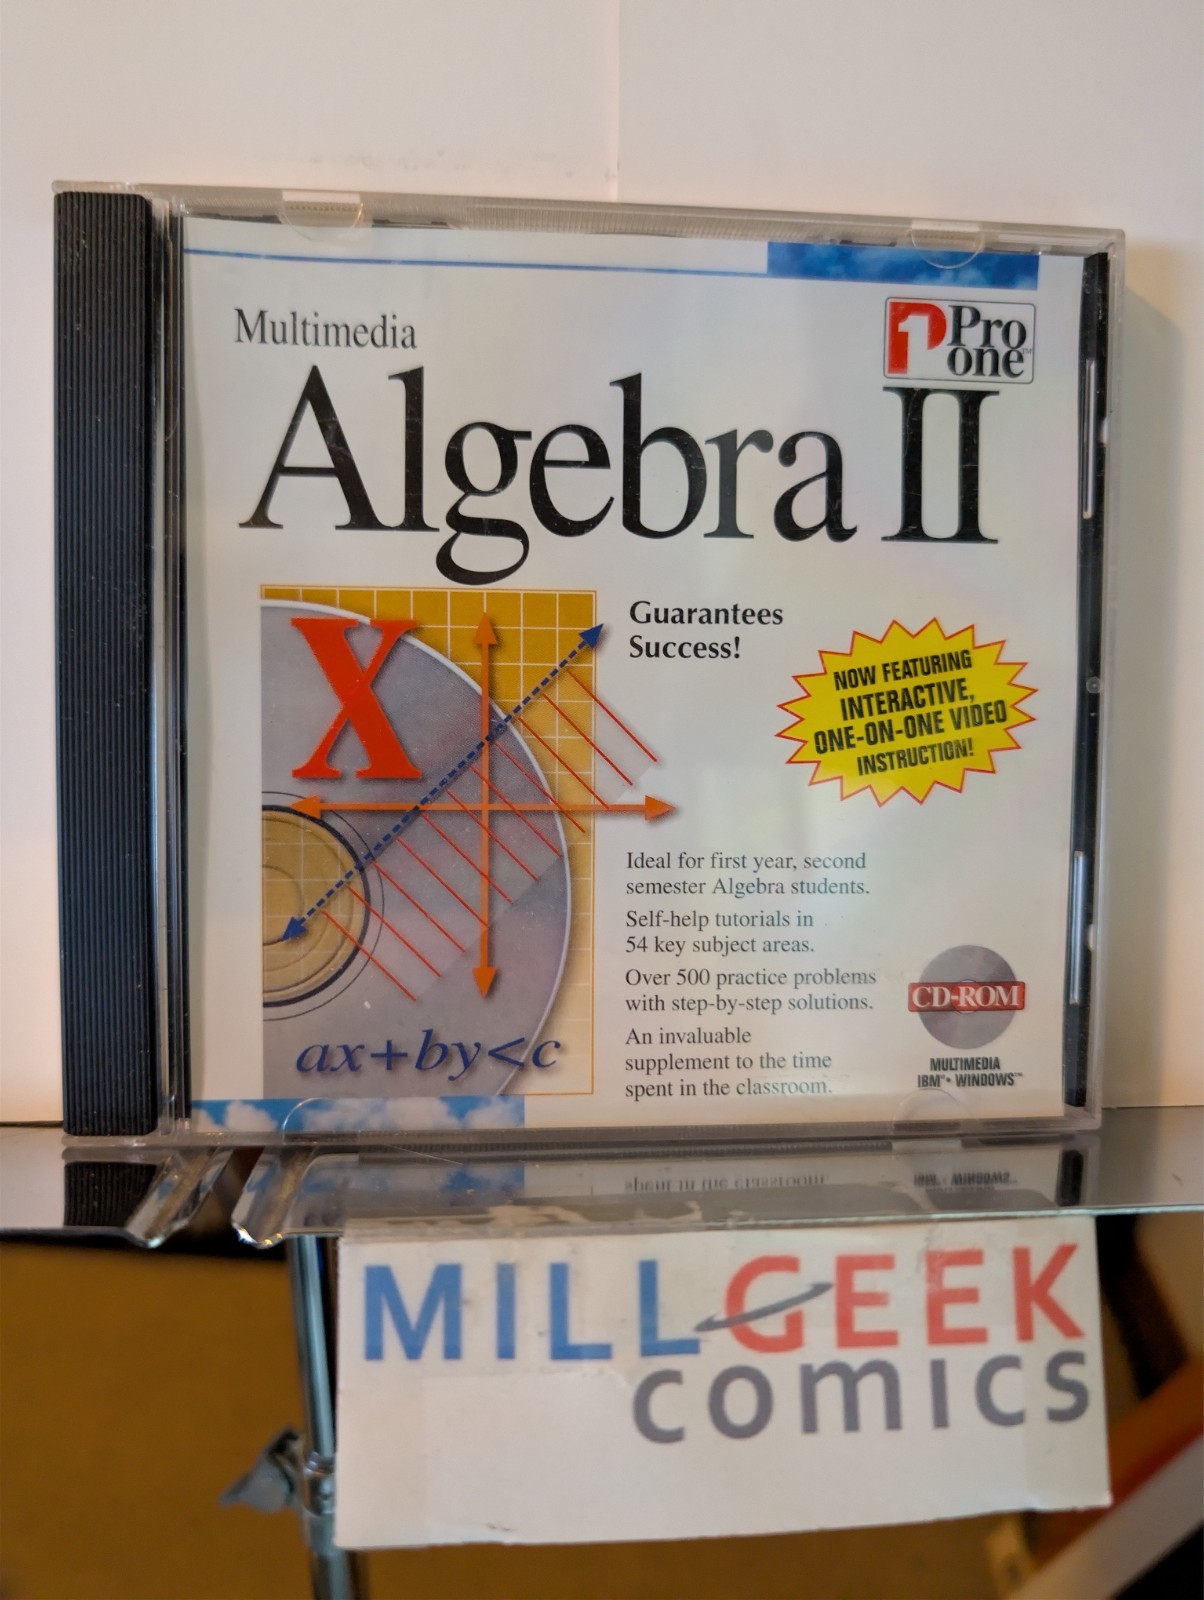 Multimedia
1 Pro
one™
Algebra II
X
Guarantees
Success!
NOW FEATURING
INTERACTIVE,
ONE-ON-ONE VIDEO
INSTRUCTION!
Ideal for first year, second
semester Algebra students.
Self-help tutorials in
54 key subject areas.
Over 500 practice problems
with step-by-step solutions.
An invaluable
supplement to the time
spent in the classroom.
ax+by<c
CD-ROM
MULTIMEDIA
IBM®• WINDOWS™
MILLGEEK
comics